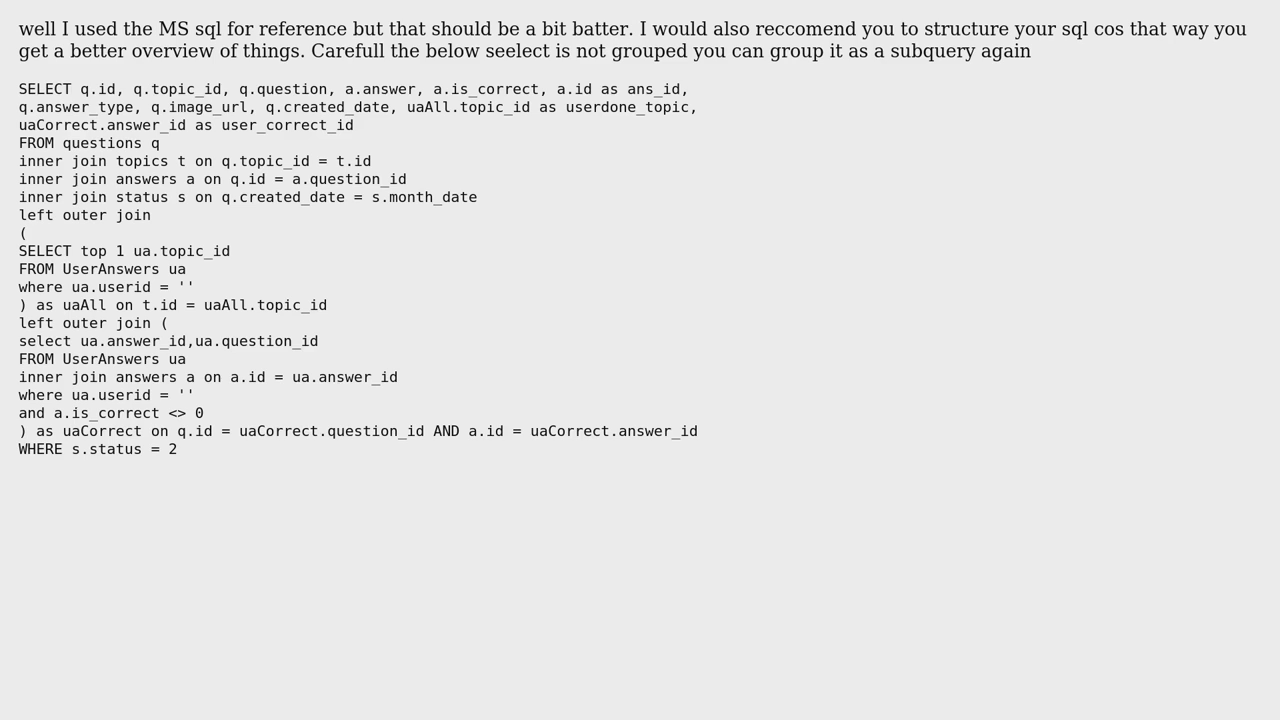 well I used the MS sql for reference but that should be a bit batter. I would also reccomend you to structure your sql cos that way you
get a better overview of things. Carefull the below seelect is not grouped you can group it as a subquery again
SELECT q.id, q.topic_id, q.question, a.answer, a.is_correct, a.id as ans_id,
q.answer_type, q.image_url, q.created_date, uaAll.topic_id as userdone_topic,
uaCorrect.answer_id as user_correct_id
FROM questions q
inner join topics t on q.topic_id = t.id
inner join answers a on q.id = a.question_id
inner join status s on q.created_date = s.month_date
left outer join
(
SELECT top 1 ua.topic_id
FROM UserAnswers ua
where ua.userid = ''
) as uaAll on t.id = uaAll.topic_id
left outer join (
select ua.answer_id,ua.question_id
FROM UserAnswers ua
inner join answers a on a.id = ua.answer_id
where ua.userid = ''
and a.is_correct <> 0
) as uaCorrect on q.id = uaCorrect.question_id AND a.id = uaCorrect.answer_id
WHERE s.status = 2